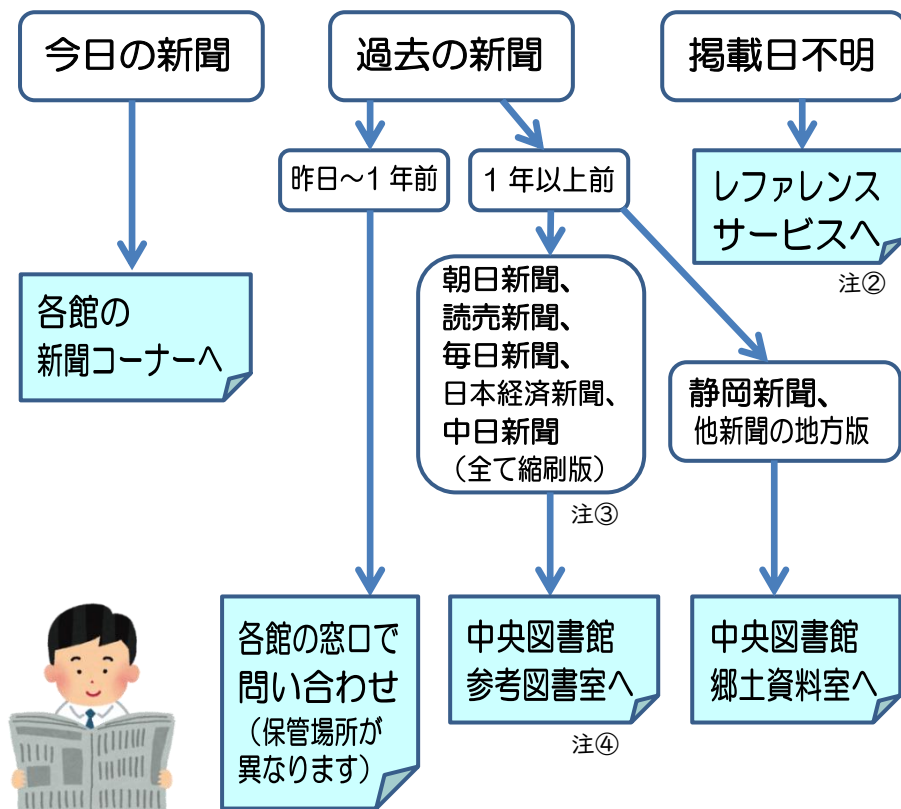 今日の新聞
過去の新聞
掲載日不明
昨日～1年前
1年以上前
レファレンス
サービスへ
注②
各館の
新聞コーナーへ
朝日新聞、
読売新聞、
毎日新聞、
日本経済新聞、
中日新聞
（全て縮刷版）
注③
静岡新聞、
他新聞の地方版
各館の窓口で
問い合わせ
（保管場所が
異なります）
中央図書館
参考図書室へ
注④
中央図書館
郷土資料室へ